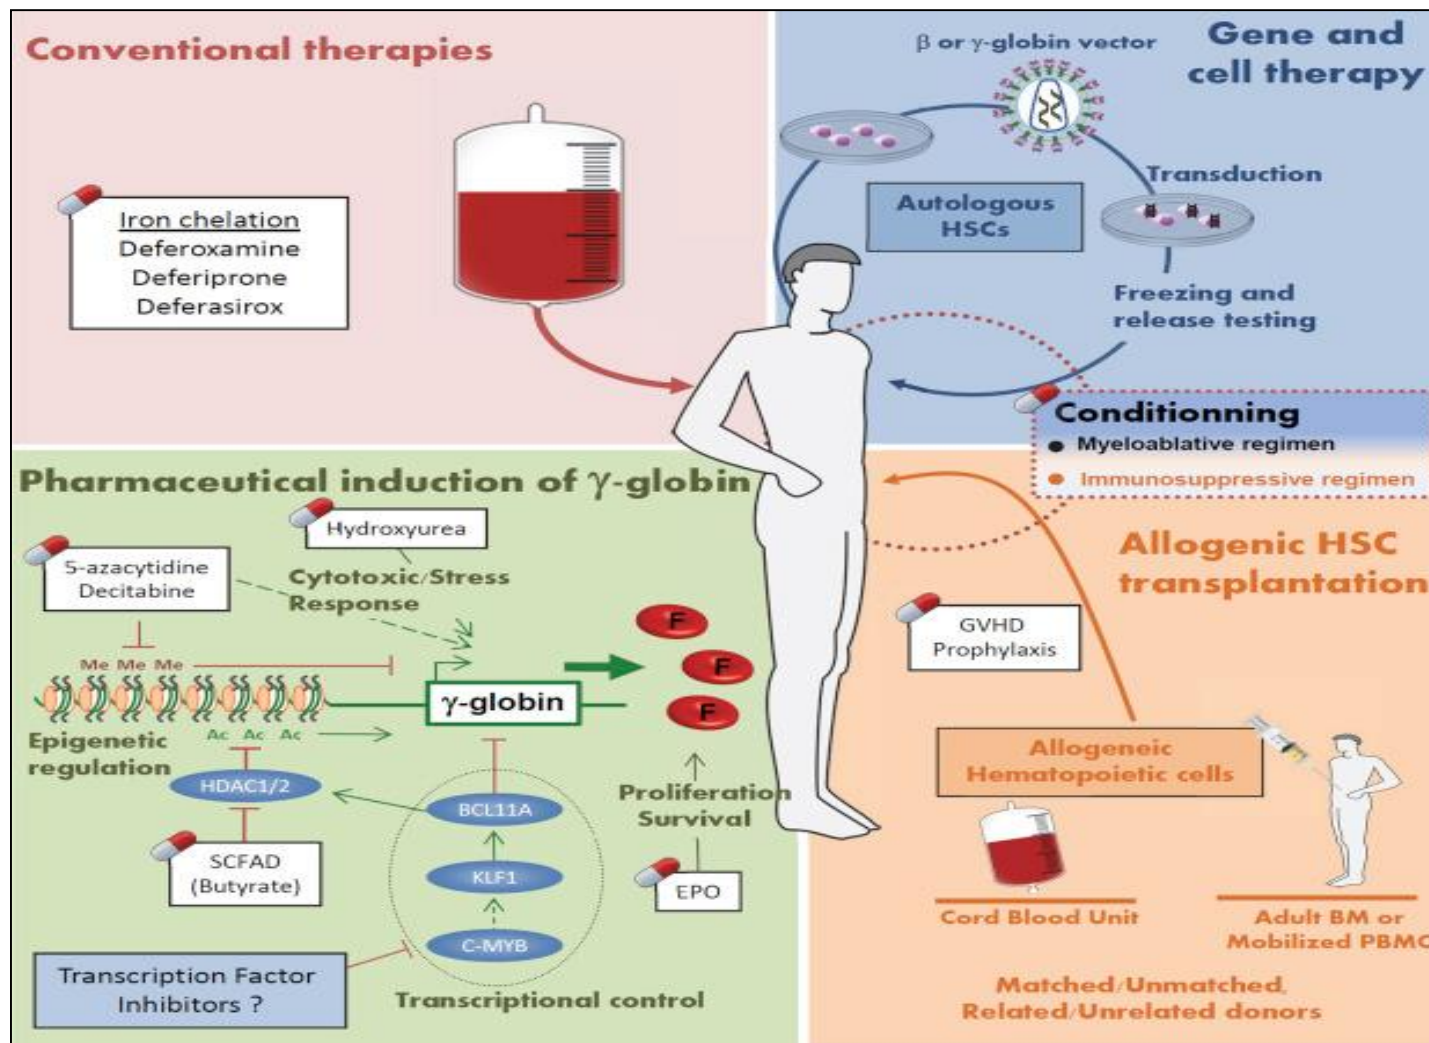 Conventional therapies
Iron chelation
Deferoxamine
Deferiprone
Deferasirox
Gene and
cell therapy
β or γ-globin vector
Transduction
Autologous
HSCs
Freezing and
release testing
Conditionning
● Myeloablative regimen
● Immunosuppressive regimen
Pharmaceutical induction of γ-globin
Hydroxyurea
5-azacytidine
Decitabine
Cytotoxic/Stress
Response
Me Me Me
γ-globin
F
F
F
Ac Ac Ac
Epigenetic
regulation
HDAC1/2
BCL11A
KLF1
C-MYB
SCFAD
(Butyrate)
Proliferation
Survival
EPO
Transcription Factor
Inhibitors ?
Transcriptional control
Allogenic HSC
transplantation
GVHD
Prophylaxis
Allogeneic
Hematopoietic cells
Cord Blood Unit
Adult BM or
Mobilized PBMC
Matched/Unmatched,
Related/Unrelated donors